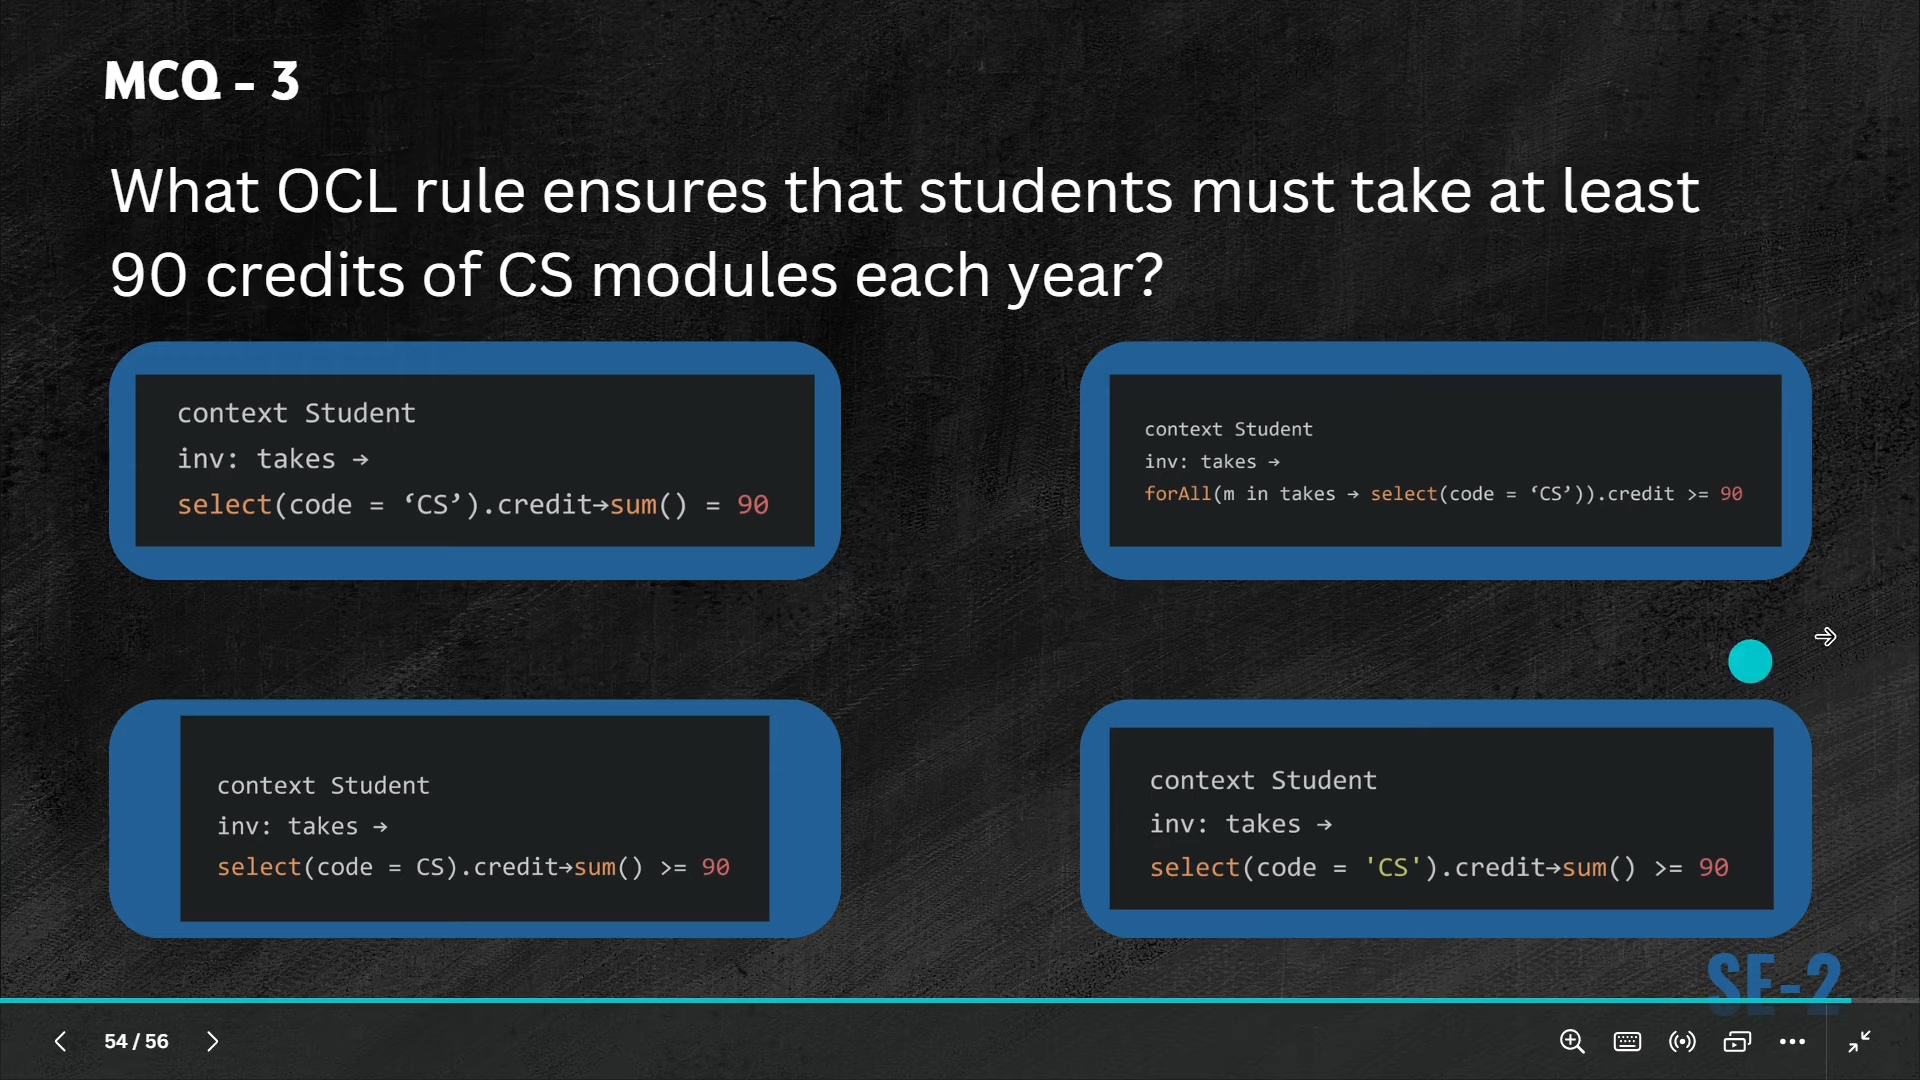 MCQ - 3
What OCL rule ensures that students must take at least
90 credits of CS modules each year?
context Student
inv: takes →
select(code = ‘CS’).credit→sum() = 90
context Student
inv: takes →
forAll(m in takes → select(code = ‘CS’)).credit >= 90
context Student
inv: takes →
select(code = CS).credit→sum() >= 90
context Student
inv: takes →
select(code = 'CS').credit→sum() >= 90
SE-2
54 / 56